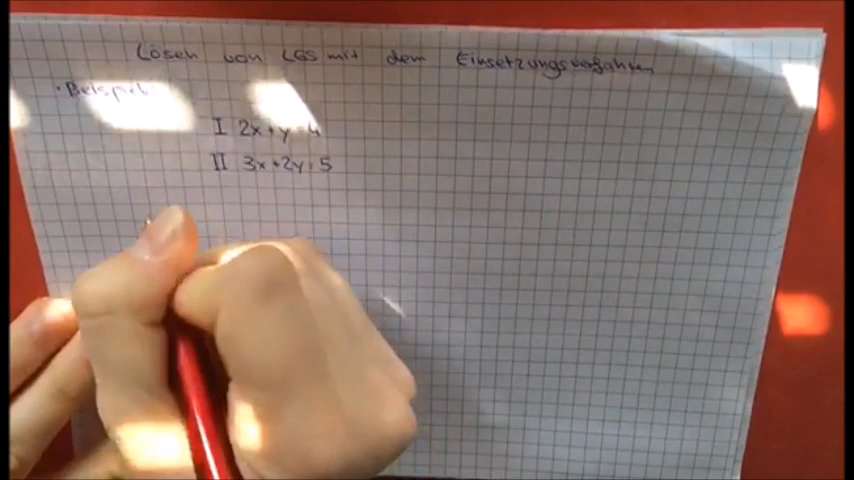 Lösen von LGS mit dem Einsetzungsverfahren
• Beispiel:
I 2x+y=4
II 3x+2y=5